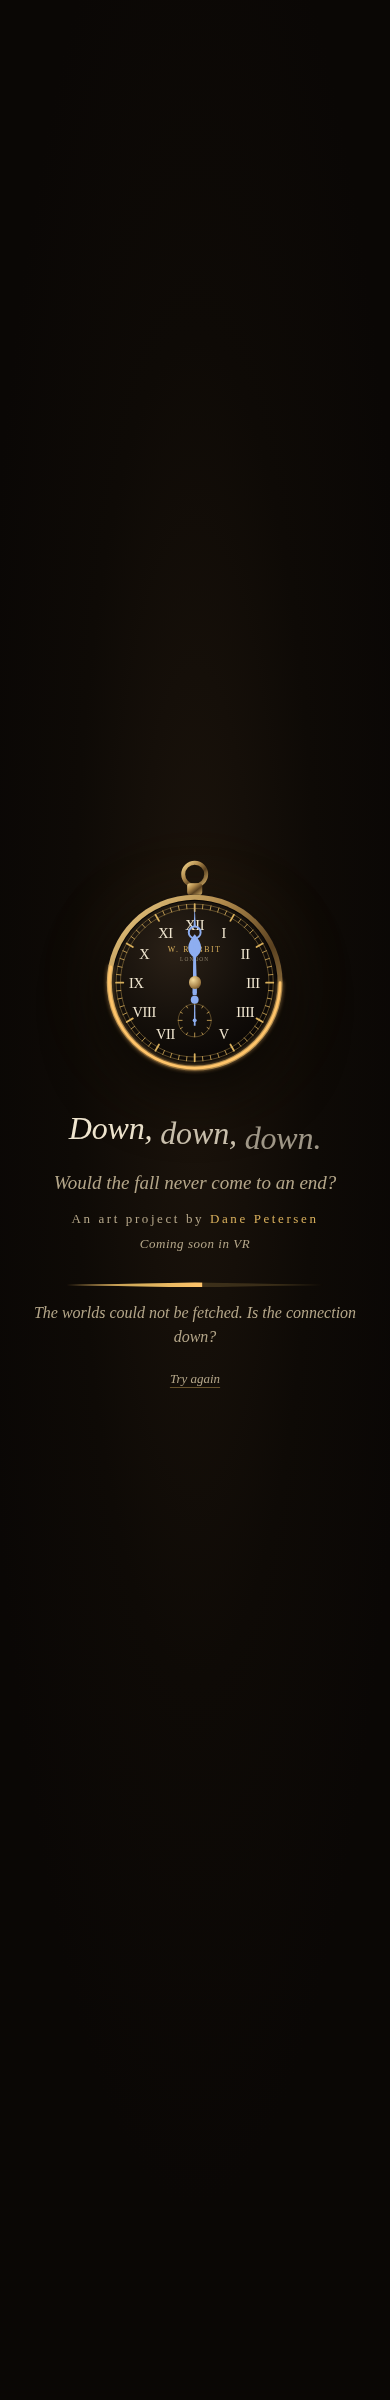 XII
XI
I
W. RABBIT
LONDON
X
II
IX
III
VIII
IIII
VII
V
Down, down, down.
Would the fall never come to an end?
An art project by Dane Petersen
Coming soon in VR
The worlds could not be fetched. Is the connection
down?
Try again